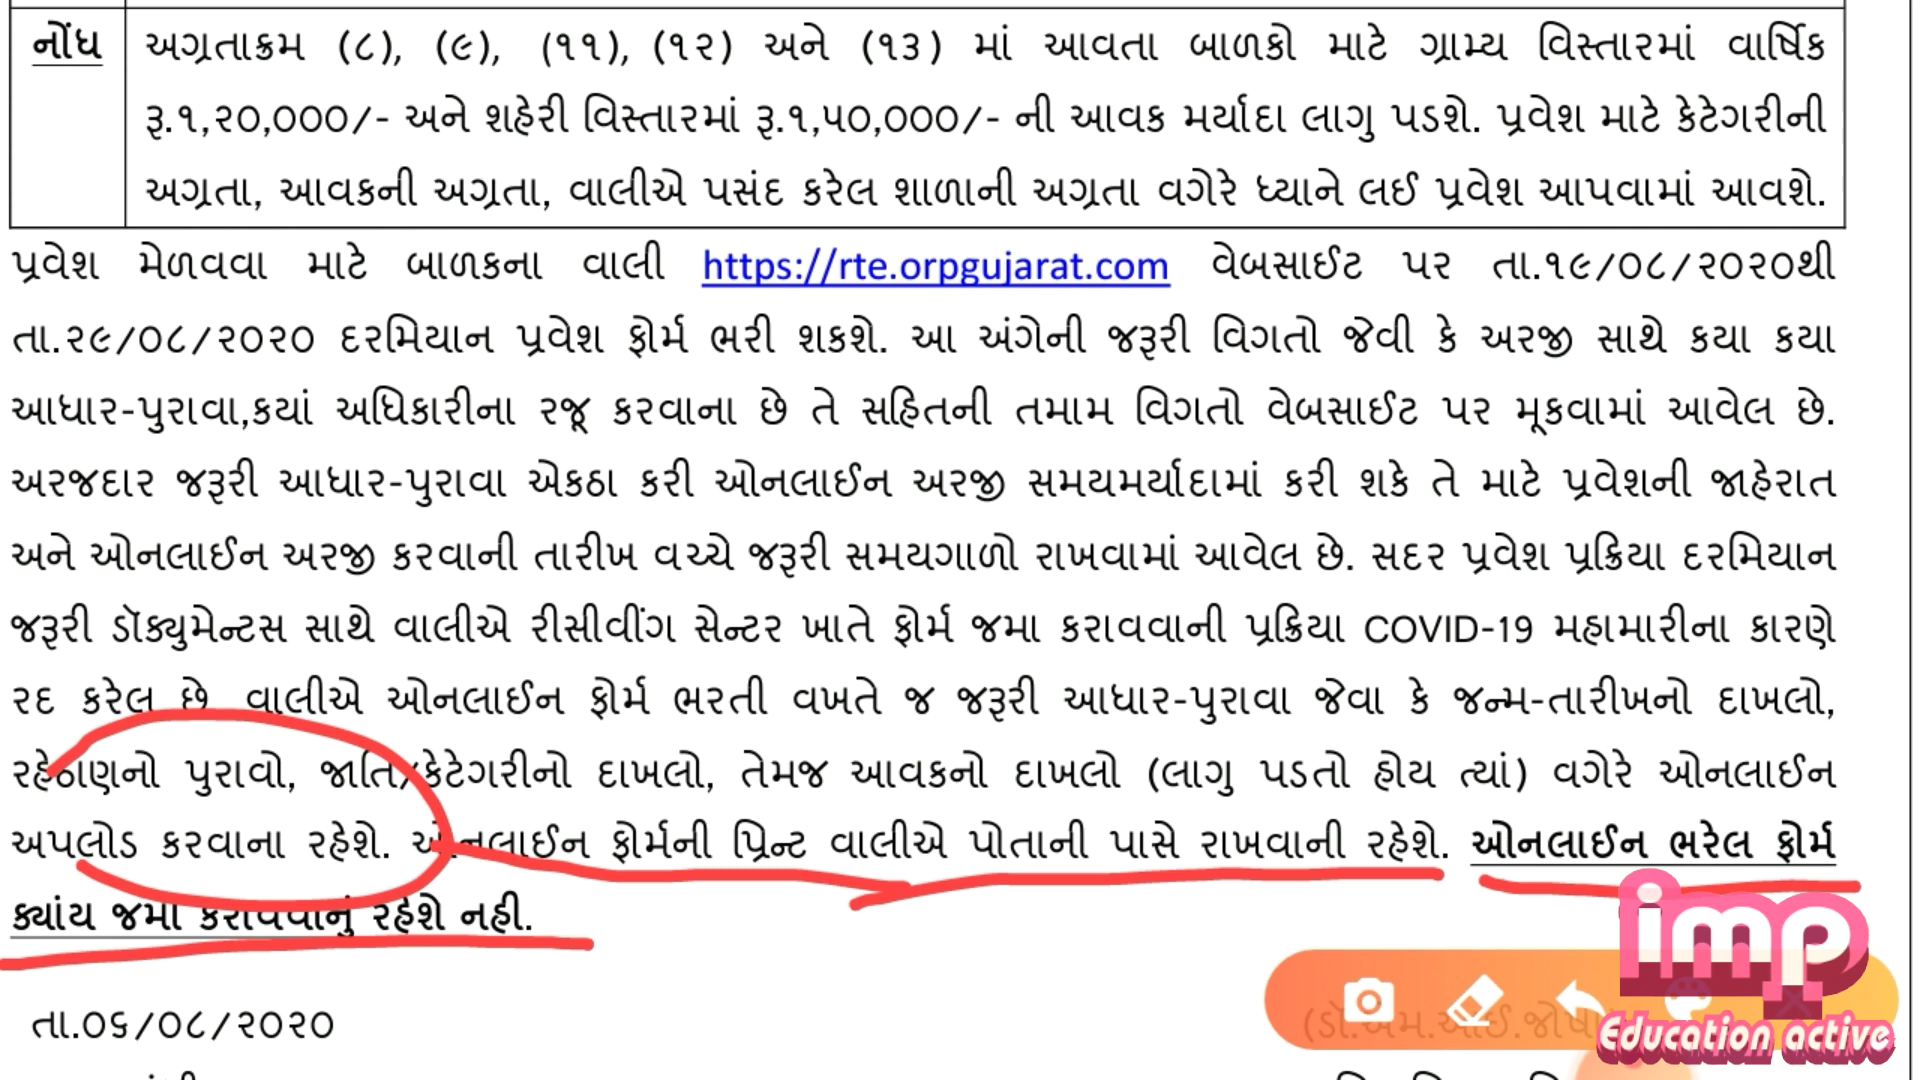 નોંધ અગ્રતાક્રમ (૮), (૯), (૧૧), (૧૨) અને (૧૩) માં આવતા બાળકો માટે ગ્રામ્ય વિસ્તારમાં વાર્ષિક
રૂ.૧,૨૦,૦૦૦/- અને શહેરી વિસ્તારમાં રૂ.૧,૫૦,૦૦૦/- ની આવક મર્યાદા લાગુ પડશે. પ્રવેશ માટે કેટેગરીની
અગ્રતા, આવકની અગ્રતા, વાલીએ પસંદ કરેલ શાળાની અગ્રતા વગેરે ધ્યાને લઈ પ્રવેશ આપવામાં આવશે.
પ્રવેશ મેળવવા માટે બાળકના વાલી https://rte.orpgujarat.com વેબસાઈટ પર તા.૧૯/૦૮/૨૦૨૦થી
તા.૨૯/૦૮/૨૦૨૦ દરમિયાન પ્રવેશ ફોર્મ ભરી શકશે. આ અંગેની જરૂરી વિગતો જેવી કે અરજી સાથે કયા કયા
આધાર-પુરાવા,કયાં અધિકારીના રજૂ કરવાના છે તે સહિતની તમામ વિગતો વેબસાઈટ પર મૂકવામાં આવેલ છે.
અરજદાર જરૂરી આધાર-પુરાવા એકઠા કરી ઓનલાઈન અરજી સમયમર્યાદામાં કરી શકે તે માટે પ્રવેશની જાહેરાત
અને ઓનલાઈન અરજી કરવાની તારીખ વચ્ચે જરૂરી સમયગાળો રાખવામાં આવેલ છે. સદર પ્રવેશ પ્રક્રિયા દરમિયાન
જરૂરી ડૉક્યુમેન્ટસ સાથે વાલીએ રીસીવીંગ સેન્ટર ખાતે ફોર્મ જમા કરાવવાની પ્રક્રિયા COVID-19 મહામારીના કારણે
રદ કરેલ છે વાલીએ ઓનલાઈન ફોર્મ ભરતી વખતે જ જરૂરી આધાર-પુરાવા જેવા કે જન્મ-તારીખનો દાખલો,
રહેઠાણનો પુરાવો, જાતિ/કેટેગરીનો દાખલો, તેમજ આવકનો દાખલો (લાગુ પડતો હોય ત્યાં) વગેરે ઓનલાઈન
અપલોડ કરવાના રહેશે. ઓનલાઈન ફોર્મની પ્રિન્ટ વાલીએ પોતાની પાસે રાખવાની રહેશે. ઓનલાઈન ભરેલ ફોર્મ
ક્યાંય જમા કરાવવાનું રહેશે નહી.
તા.૦૬/૦૮/૨૦૨૦
(ડૉ.એમ.આઈ.જોષી
imp
Education active